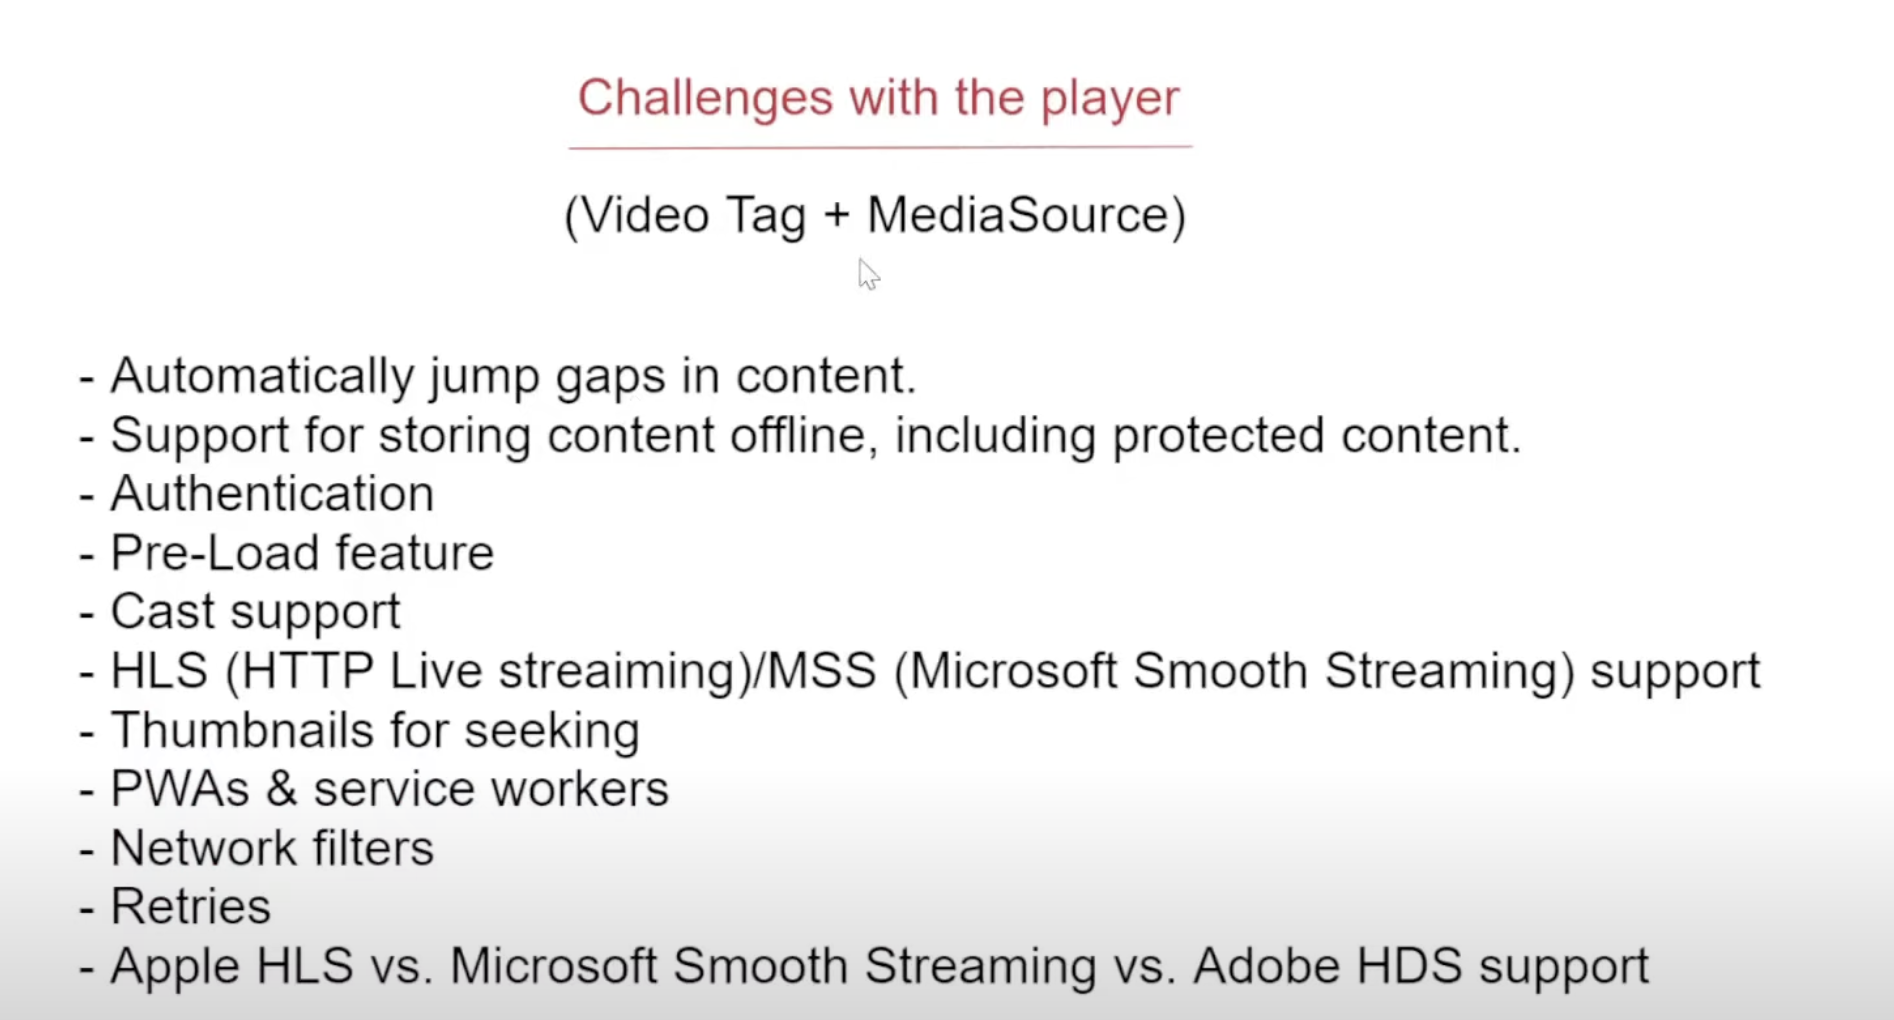 Challenges with the player
(Video Tag + MediaSource)
- Automatically jump gaps in content.
- Support for storing content offline, including protected content.
- Authentication
- Pre-Load feature
- Cast support
- HLS (HTTP Live streaiming)/MSS (Microsoft Smooth Streaming) support
- Thumbnails for seeking
- PWAs & service workers
- Network filters
- Retries
- Apple HLS vs. Microsoft Smooth Streaming vs. Adobe HDS support